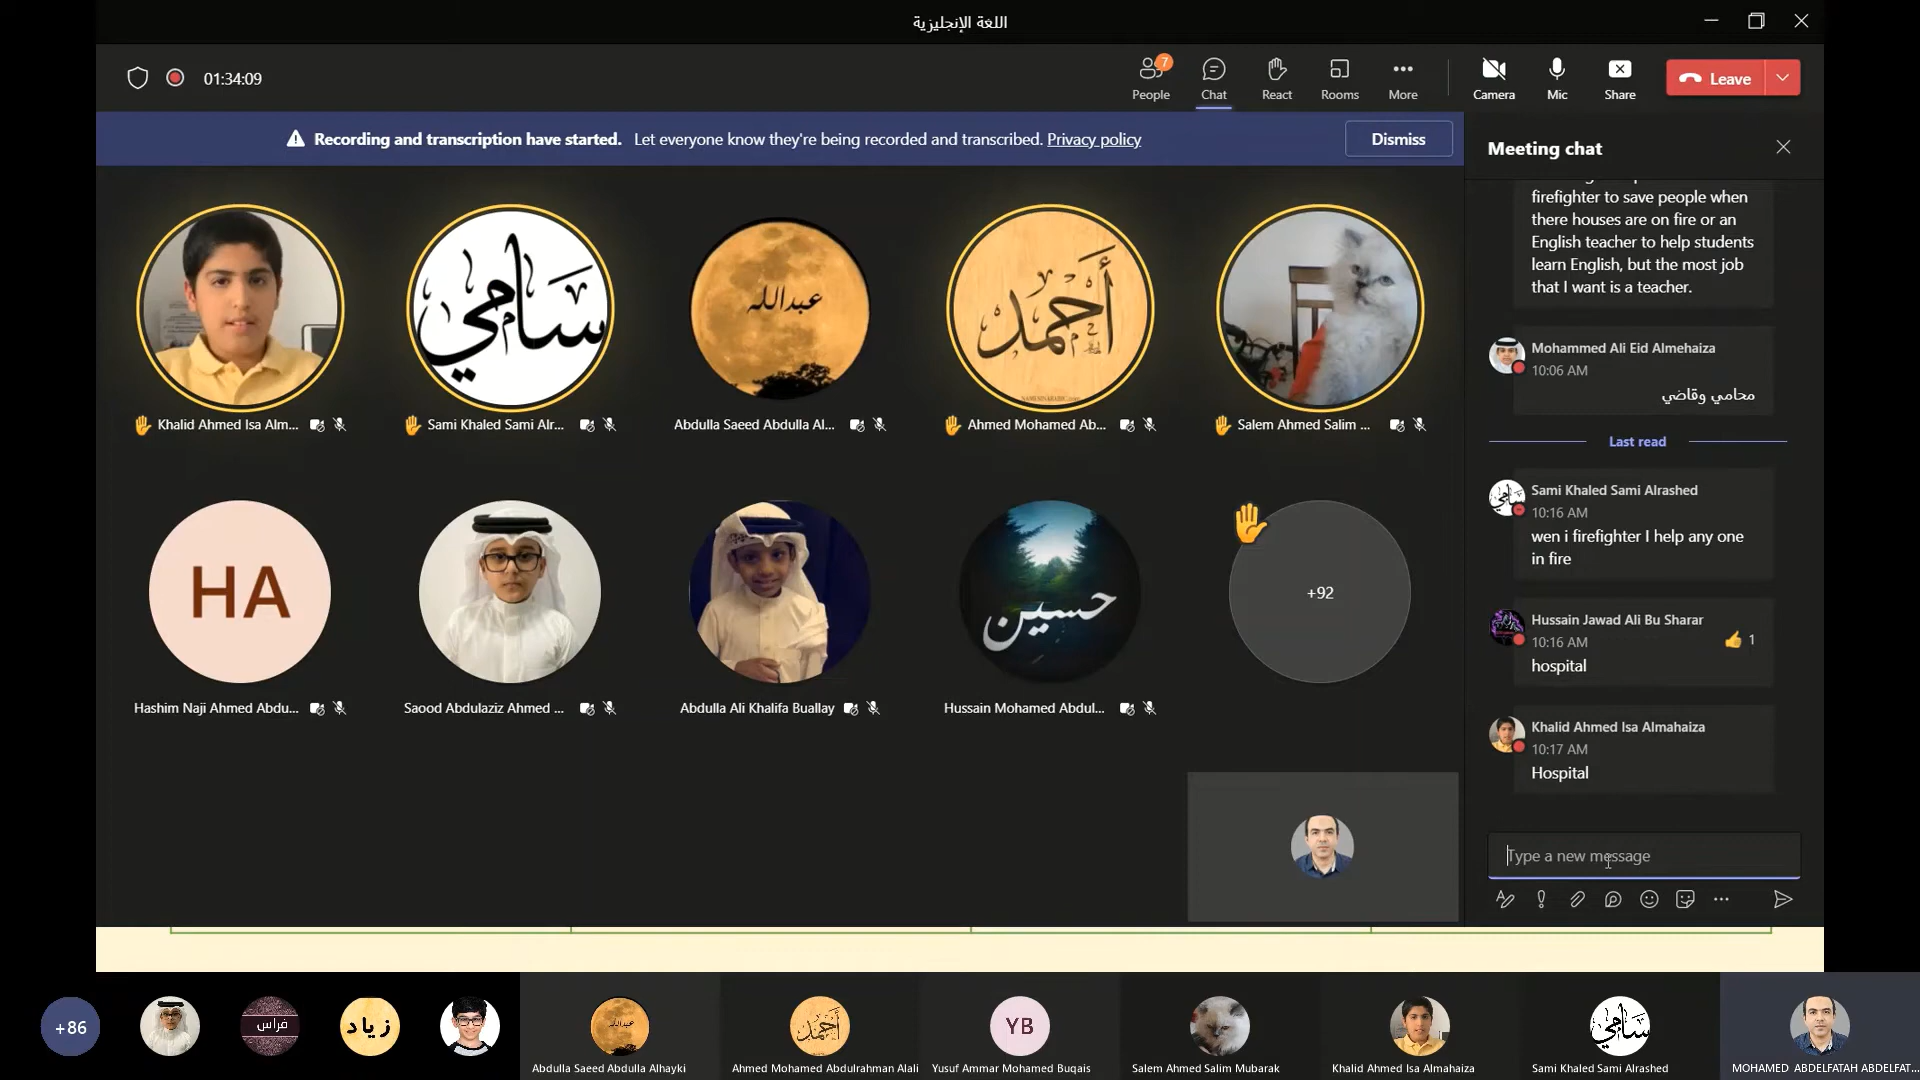 اللغة الإنجليزية
01:34:09
7
People
Chat
React
Rooms
More
Camera
Mic
Share
Leave
Recording and transcription have started. Let everyone know they're being recorded and transcribed. Privacy policy
Dismiss
سامي
عبدالله
أحمد
Khalid Ahmed Isa Alm...
Sami Khaled Sami Alr...
Abdulla Saeed Abdulla Al...
Ahmed Mohamed Ab...
Salem Ahmed Salim ...
HA
حسين
+92
Hashim Naji Ahmed Abdu...
Saood Abdulaziz Ahmed ...
Abdulla Ali Khalifa Buallay
Hussain Mohamed Abdul...
Meeting chat
firefighter to save people when
there houses are on fire or an
English teacher to help students
learn English, but the most job
that I want is a teacher.
Mohammed Ali Eid Almehaiza
10:06 AM
محامي وقاضي
Last read
Sami Khaled Sami Alrashed
10:16 AM
wen i firefighter I help any one
in fire
Hussain Jawad Ali Bu Sharar
10:16 AM
1
hospital
Khalid Ahmed Isa Almahaiza
10:17 AM
Hospital
Type a new message
+86
فراس
زياد
عبدالله
أحمد
YB
سامي
Abdulla Saeed Abdulla Alhayki
Ahmed Mohamed Abdulrahman Alali
Yusuf Ammar Mohamed Buqais
Salem Ahmed Salim Mubarak
Khalid Ahmed Isa Almahaiza
Sami Khaled Sami Alrashed
MOHAMED ABDELFATAH ABDELFAT...